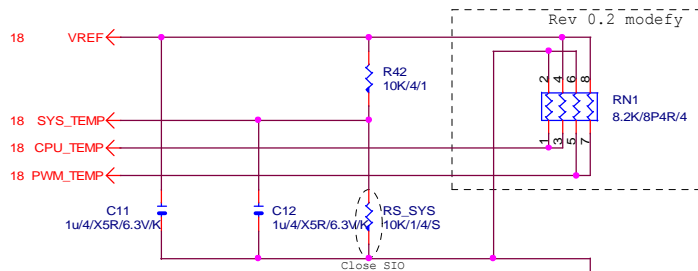 Rev 0.2 modefy
18 VREF
R42
10K/4/1
2 4 6 8
RN1
8.2K/8P4R/4
18 SYS_TEMP
18 CPU_TEMP
1 3 5 7
18 PWM_TEMP
C11
1u/4/X5R/6.3V/K
C12
1u/4/X5R/6.3V/K
RS_SYS
10K/1/4/S
Close SIO